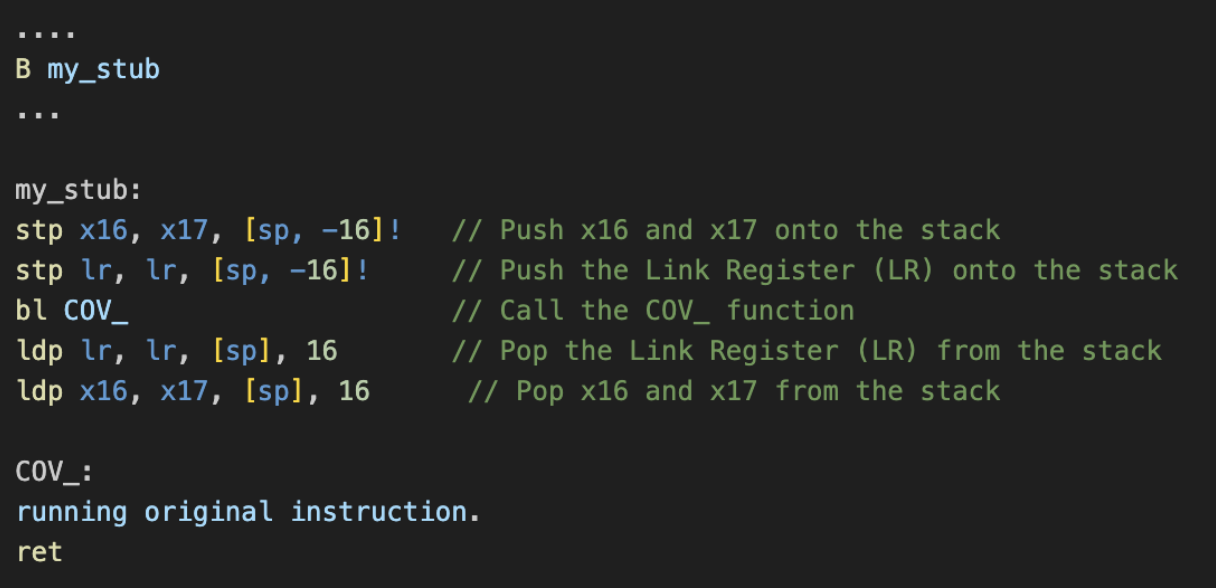 ....
B my_stub
...
my_stub:
stp x16, x17, [sp, -16]!   // Push x16 and x17 onto the stack
stp lr, lr, [sp, -16]!     // Push the Link Register (LR) onto the stack
bl COV_                    // Call the COV_ function
ldp lr, lr, [sp], 16       // Pop the Link Register (LR) from the stack
ldp x16, x17, [sp], 16      // Pop x16 and x17 from the stack
COV_:
running original instruction.
ret